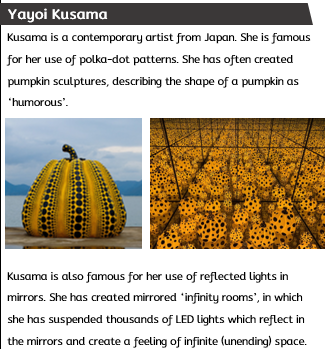 Yayoi Kusama
Kusama is a contemporary artist from Japan. She is famous
for her use of polka-dot patterns. She has often created
pumpkin sculptures, describing the shape of a pumpkin as
‘humorous’.
Kusama is also famous for her use of reflected lights in
mirrors. She has created mirrored ‘infinity rooms’, in which
she has suspended thousands of LED lights which reflect in
the mirrors and create a feeling of infinite (unending) space.